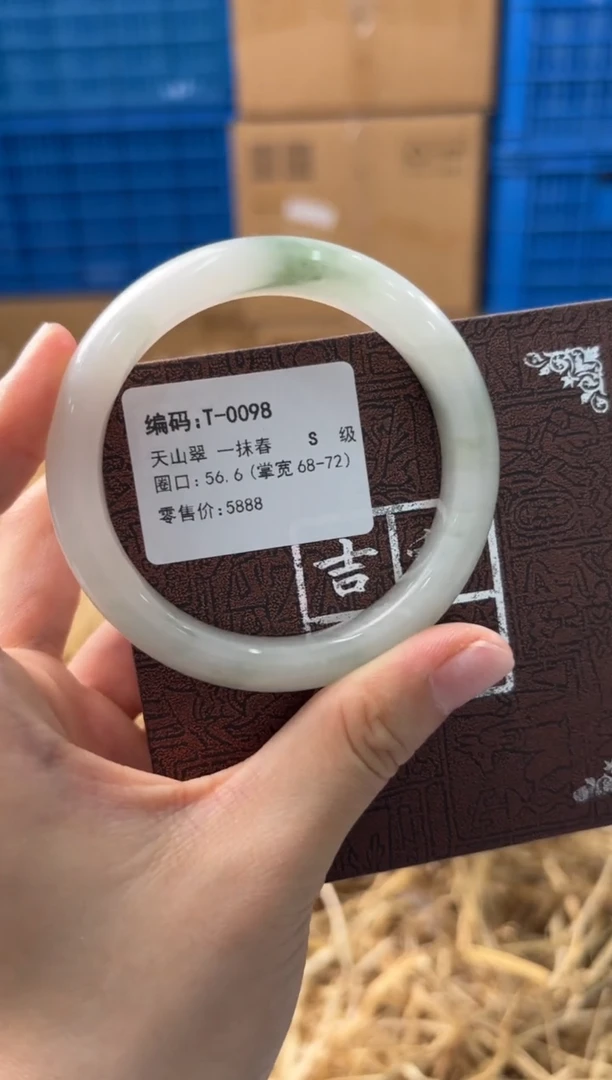 编码:T-0098
天山翠 一抹春 S 级
圈口: 56.6(掌宽68-72)
零售价:5888
吉